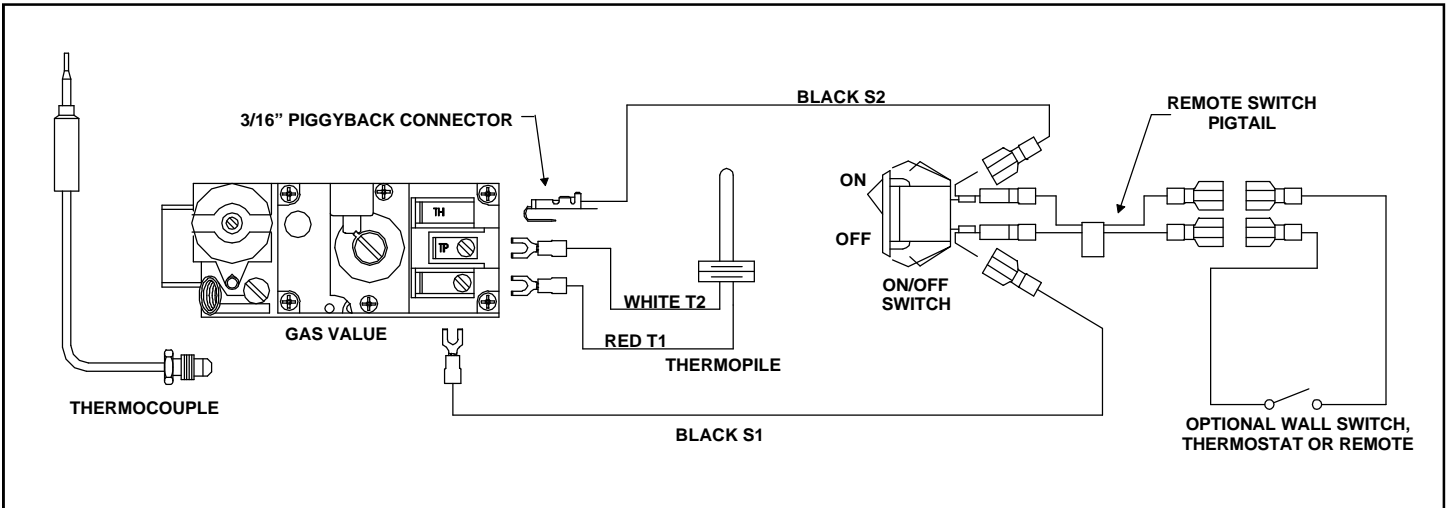 BLACK S2
REMOTE SWITCH
PIGTAIL
3/16” PIGGYBACK CONNECTOR
ON
OFF
ON/OFF
SWITCH
TH
TP
GAS VALUE
WHITE T2
RED T1
THERMOPILE
THERMOCOUPLE
BLACK S1
OPTIONAL WALL SWITCH,
THERMOSTAT OR REMOTE